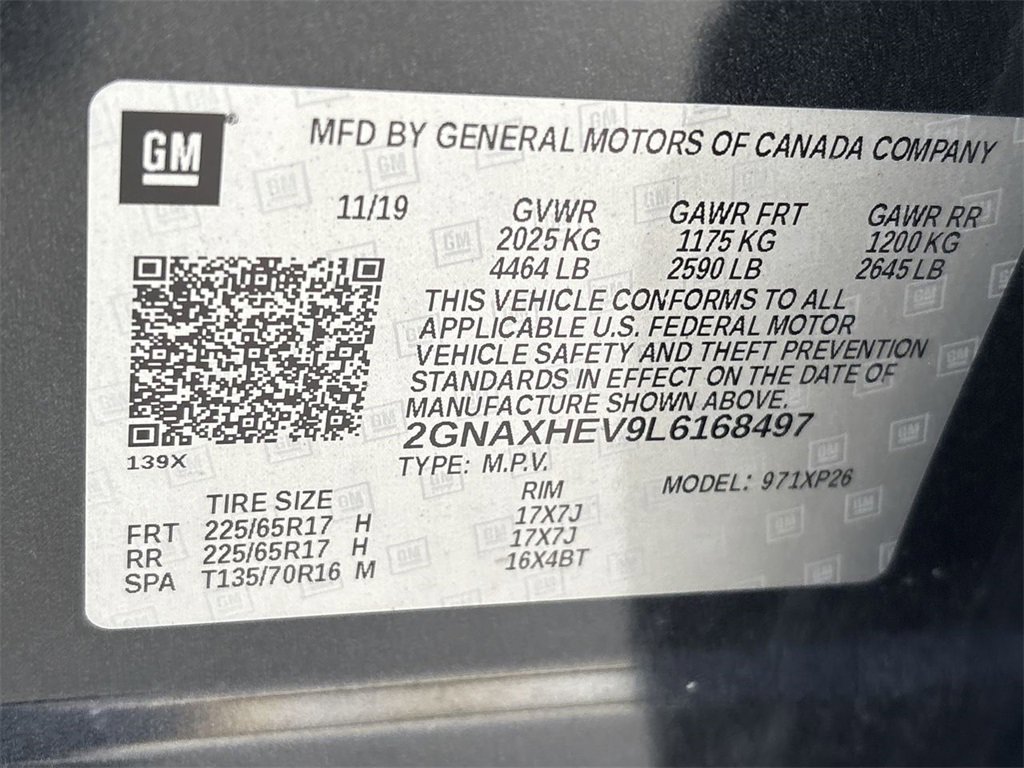 GM®
MFD BY GENERAL MOTORS OF CANADA COMPANY
11/19 GVWR GAWR FRT GAWR RR
2025 KG 1175 KG 1200 KG
4464 LB 2590 LB 2645 LB
THIS VEHICLE CONFORMS TO ALL
APPLICABLE U.S. FEDERAL MOTOR
VEHICLE SAFETY AND THEFT PREVENTION
STANDARDS IN EFFECT ON THE DATE OF
MANUFACTURE SHOWN ABOVE.
2GNAXHEV9L6168497
139X
TYPE: M.P.V. MODEL: 971XP26
TIRE SIZE RIM
FRT 225/65R17 H 17X7J
RR 225/65R17 H 17X7J
SPA T135/70R16 M 16X4BT